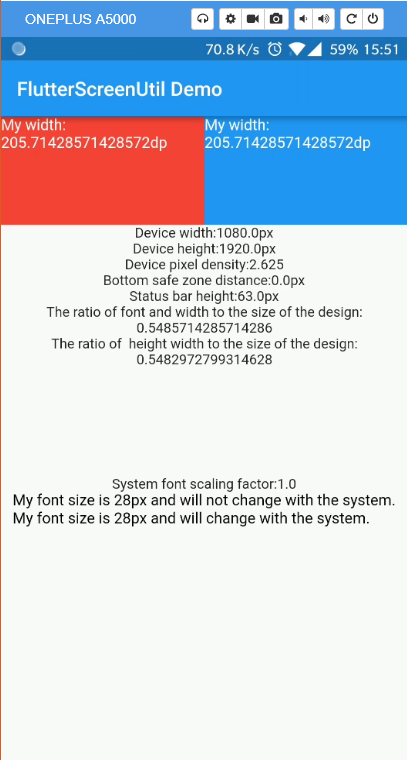 ONEPLUS A5000
70.8 K/s 59% 15:51
FlutterScreenUtil Demo
My width:
205.71428571428572dp
My width:
205.71428571428572dp
Device width:1080.0px
Device height:1920.0px
Device pixel density:2.625
Bottom safe zone distance:0.0px
Status bar height:63.0px
The ratio of font and width to the size of the design:
0.5485714285714286
The ratio of  height width to the size of the design:
0.5482972799314628
System font scaling factor:1.0
My font size is 28px and will not change with the system.
My font size is 28px and will change with the system.